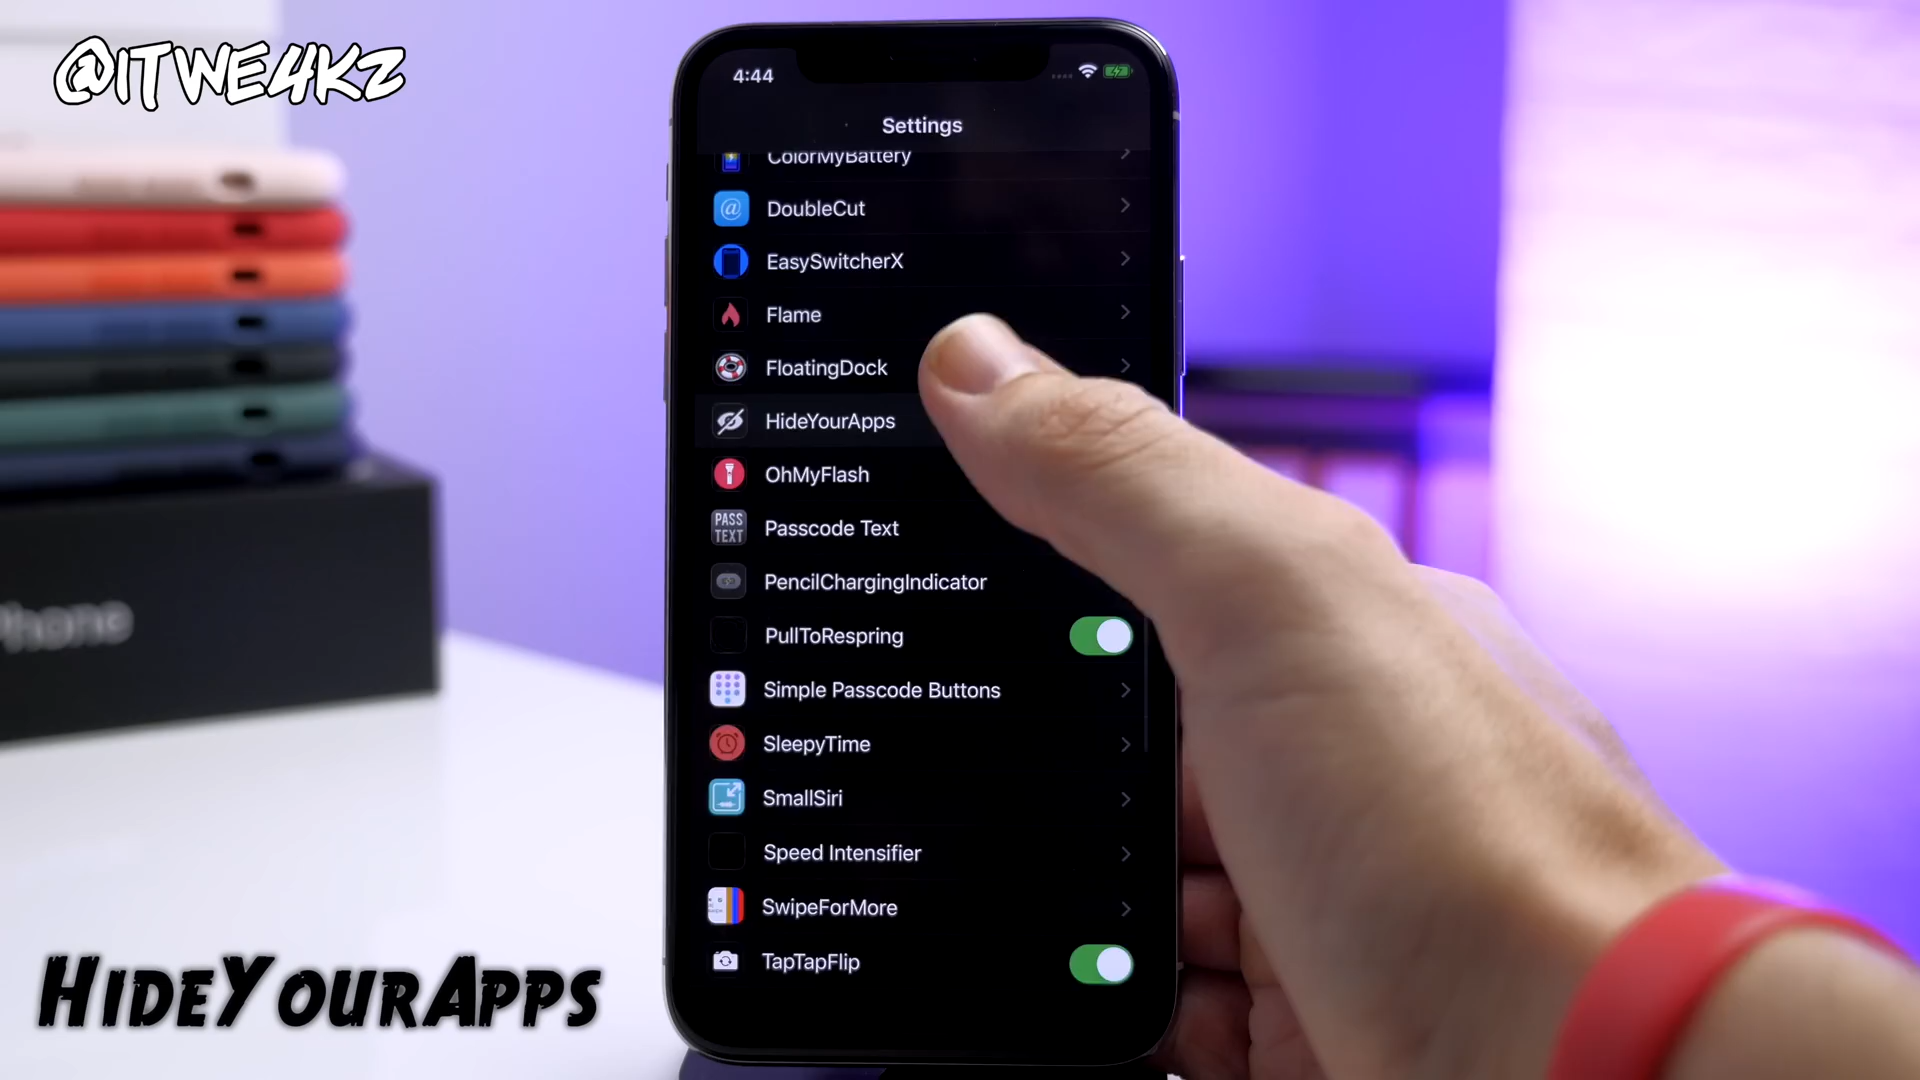 @iTWE4KZ
4:44
Settings
ColorMyBattery
DoubleCut
EasySwitcherX
Flame
FloatingDock
HideYourApps
OhMyFlash
PASS
TEXT
Passcode Text
PencilChargingIndicator
PullToRespring
Simple Passcode Buttons
SleepyTime
SmallSiri
Speed Intensifier
SwipeForMore
TapTapFlip
Phone
HideYourApps